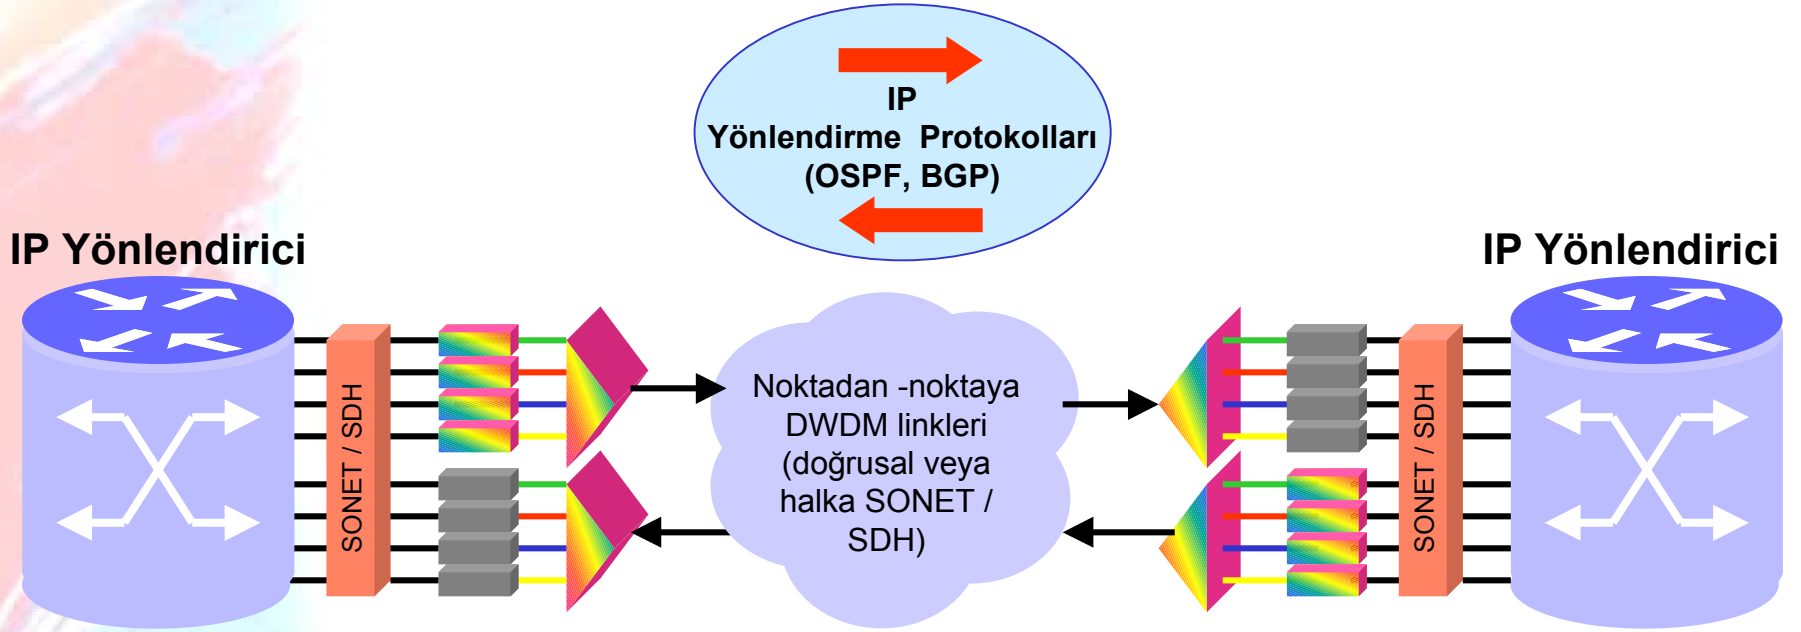 IP
Yönlendirme Protokolları
(OSPF, BGP)
IP Yönlendirici
IP Yönlendirici
SONET / SDH
Noktadan -noktaya
DWDM linkleri
(doğrusal veya
halka SONET /
SDH)
SONET / SDH